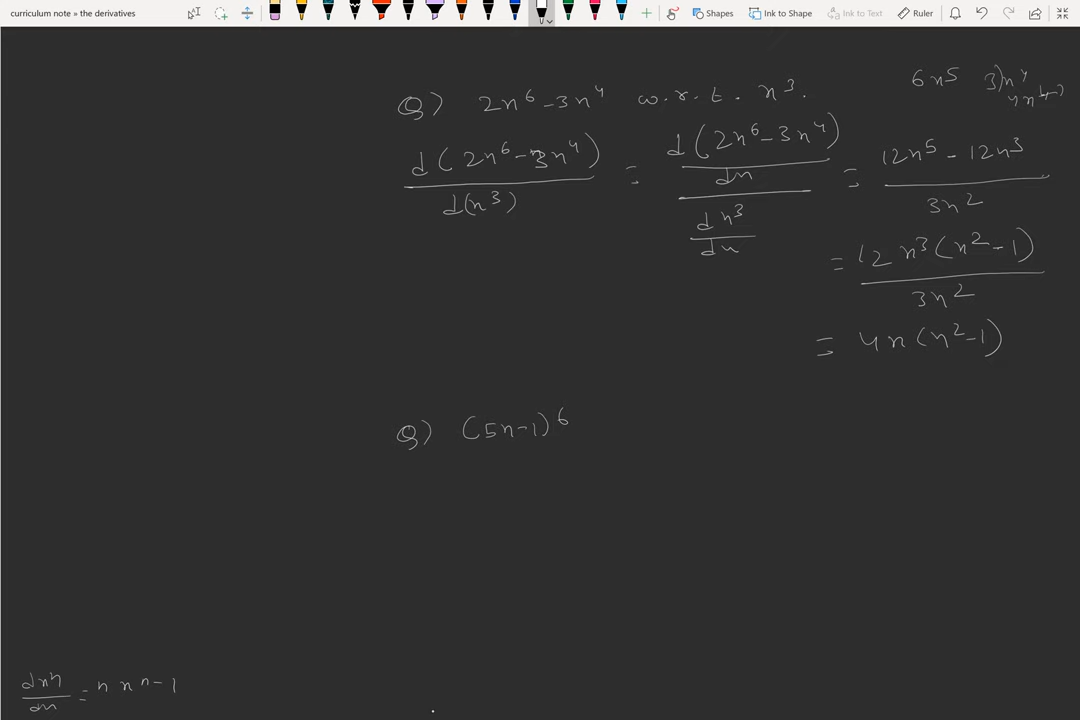 curriculum note » the derivatives
Shapes
Ink to Shape
Ink to Text
Ruler
6x^5 3)x^4
Q) 2x^6 - 3x^4 w.r.t. x^3.
d(2x^6 - 3x^4) / d(x^3) = (d(2x^6 - 3x^4) / dx) / (dx^3 / dx) = (12x^5 - 12x^3) / 3x^2
= 12x^3(x^2 - 1) / 3x^2
= 4x(x^2 - 1)
Q) (5x - 1)^6
dx^n / dx = n x^n - 1